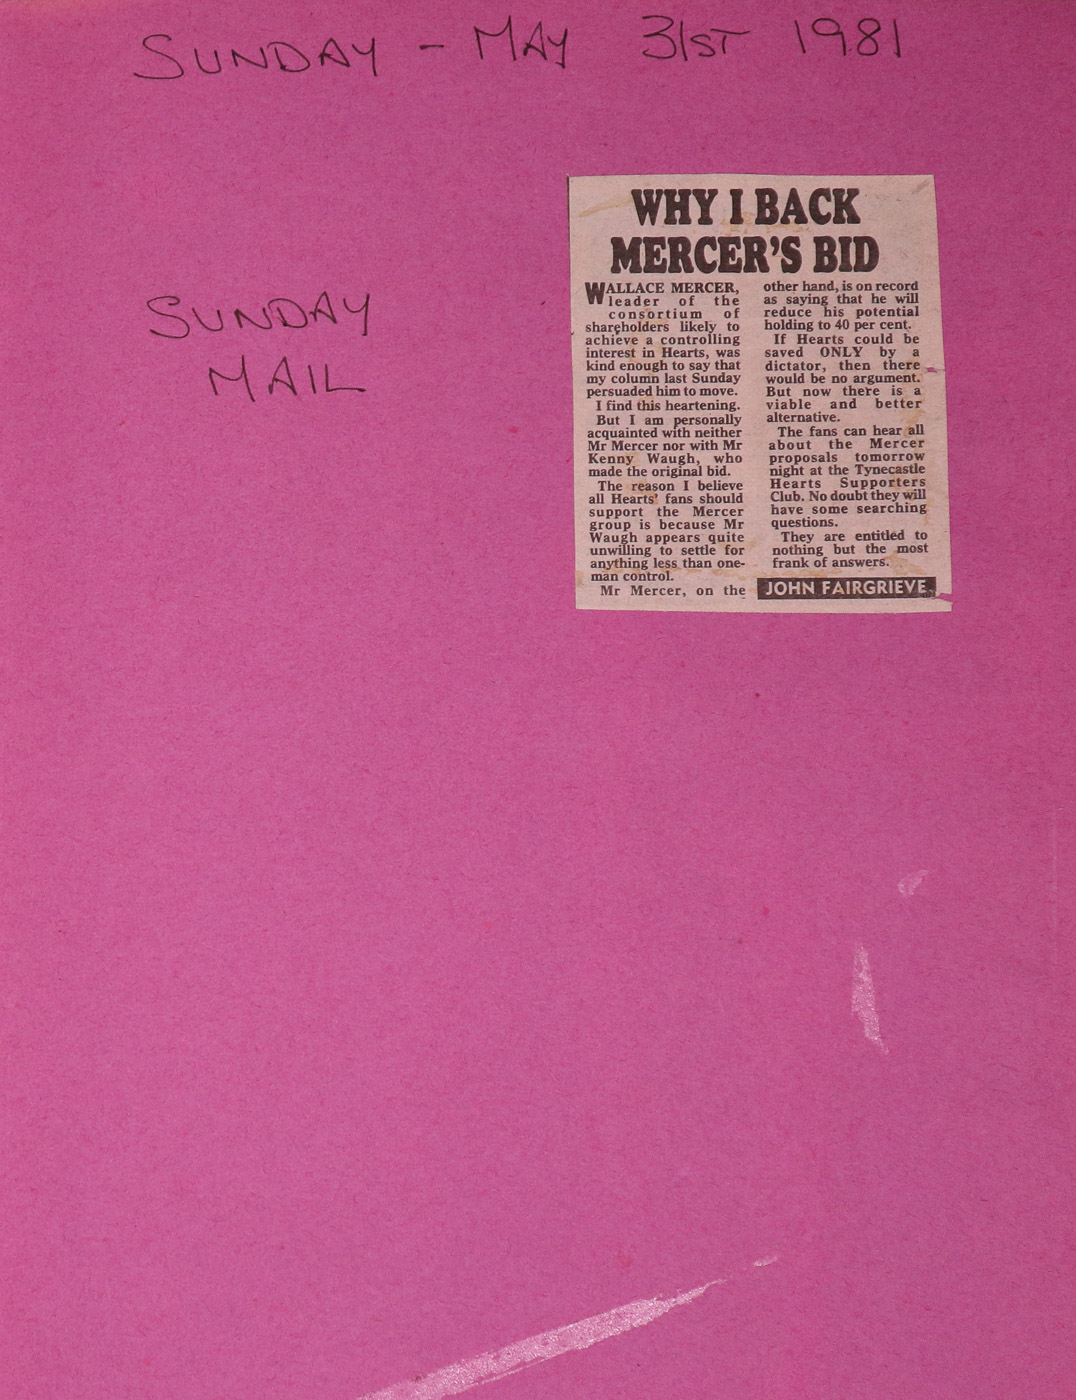 SUNDAY - MAY 31ST 1981
SUNDAY
MAIL
WHY I BACK
MERCER'S BID
WALLACE MERCER,
leader of the
consortium of
shareholders likely to
achieve a controlling
interest in Hearts, was
kind enough to say that
my column last Sunday
persuaded him to move.
I find this heartening.
But I am personally
acquainted with neither
Mr Mercer nor with Mr
Kenny Waugh, who
made the original bid.
The reason I believe
all Hearts' fans should
support the Mercer
group is because Mr
Waugh appears quite
unwilling to settle for
anything less than one-
man control.
Mr Mercer, on the
other hand, is on record
as saying that he will
reduce his potential
holding to 40 per cent.
If Hearts could be
saved ONLY by a
dictator, then there
would be no argument.
But now there is a
viable and better
alternative.
The fans can hear all
about the Mercer
proposals tomorrow
night at the Tynecastle
Hearts Supporters
Club. No doubt they will
have some searching
questions.
They are entitled to
nothing but the most
frank of answers.
JOHN FAIRGRIEVE